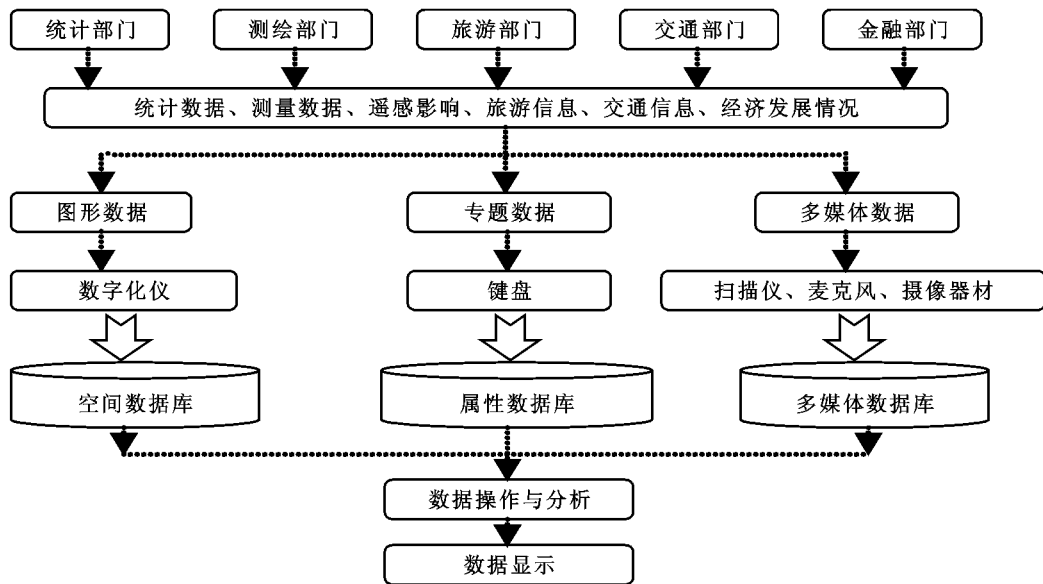 统计部门
测绘部门
旅游部门
交通部门
金融部门
统计数据、测量数据、遥感影响、旅游信息、交通信息、经济发展情况
图形数据
专题数据
多媒体数据
数字化仪
键盘
扫描仪、麦克风、摄像器材
空间数据库
属性数据库
多媒体数据库
数据操作与分析
数据显示